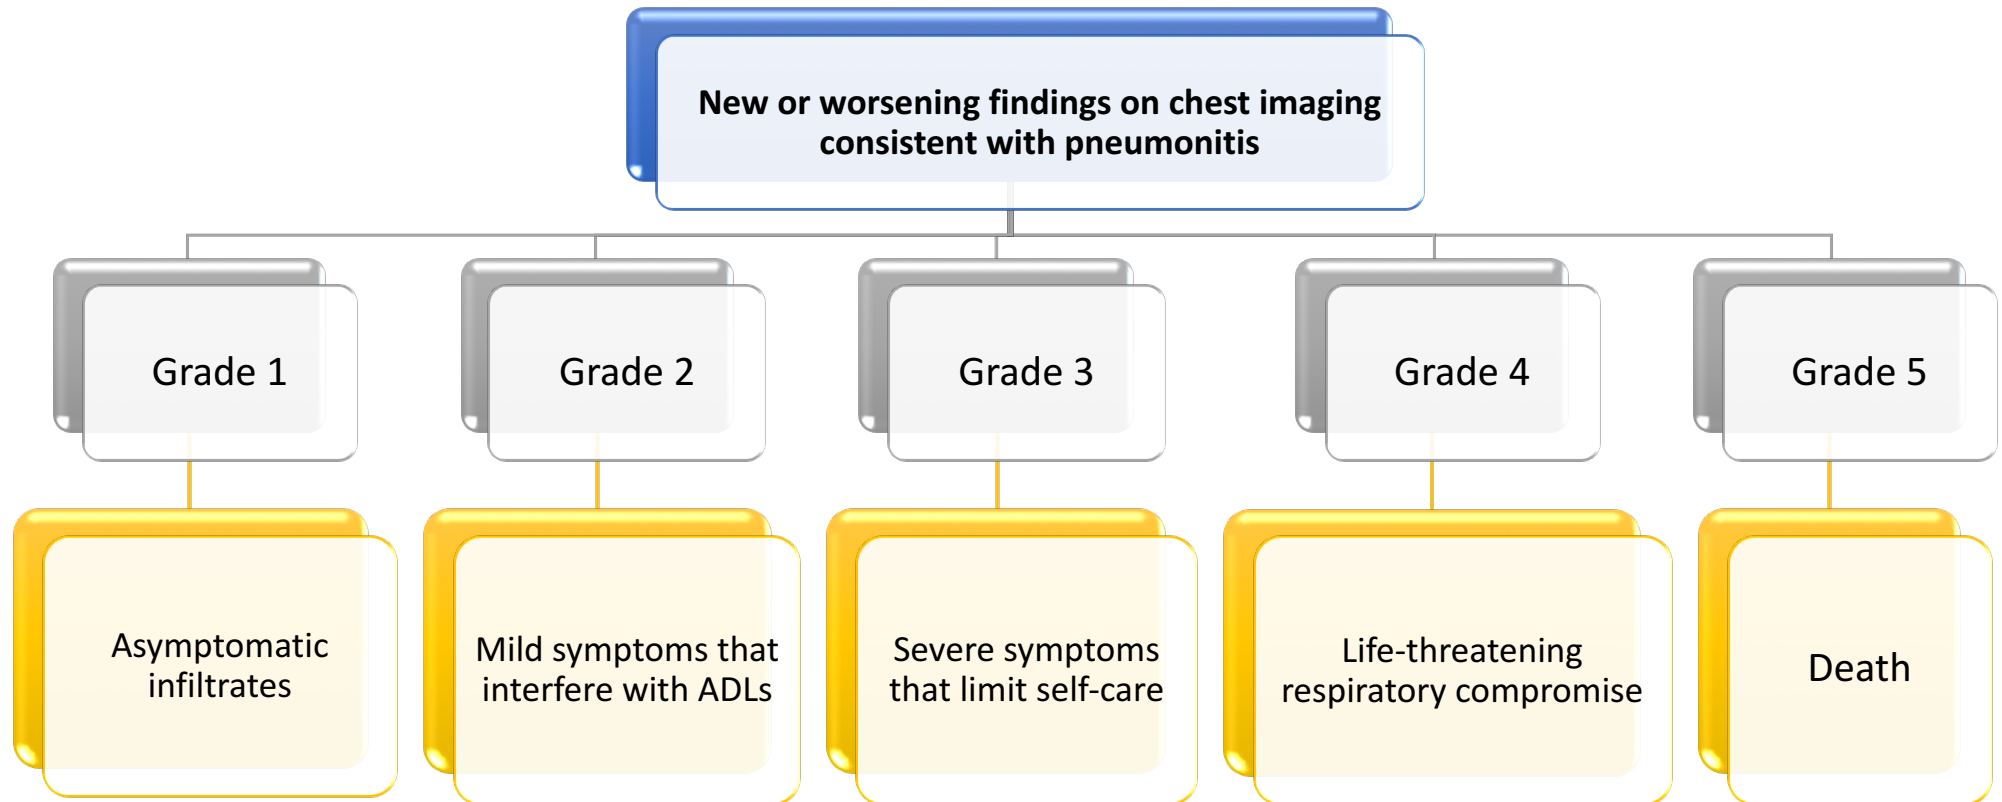 New or worsening findings on chest imaging
consistent with pneumonitis
Grade 1
Grade 2
Grade 3
Grade 4
Grade 5
Asymptomatic
infiltrates
Mild symptoms that
interfere with ADLs
Severe symptoms
that limit self-care
Life-threatening
respiratory compromise
Death